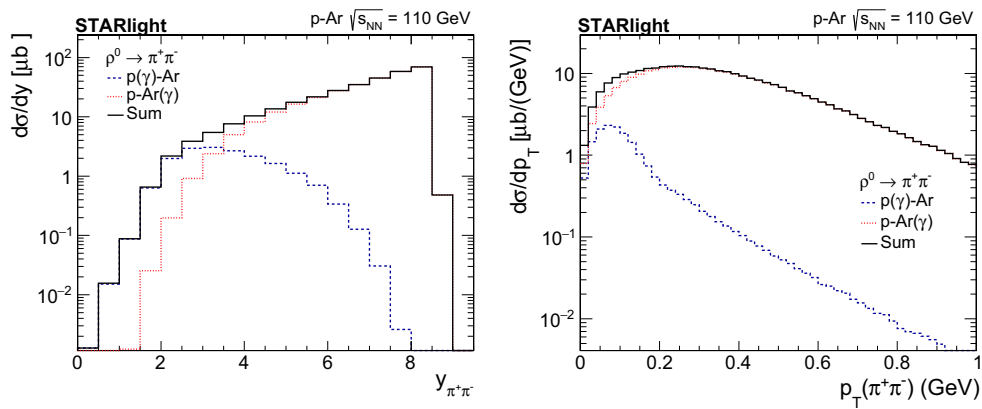 STARlight
p-Ar √s_NN = 110 GeV
dσ/dy [μb]
ρ⁰ → π⁺π⁻
p(γ)-Ar
p-Ar(γ)
Sum
10²
10
1
10⁻¹
10⁻²
0 2 4 6 8
y_π⁺π⁻
STARlight
p-Ar √s_NN = 110 GeV
dσ/dp_T [μb/(GeV)]
10
1
10⁻¹
10⁻²
ρ⁰ → π⁺π⁻
p(γ)-Ar
p-Ar(γ)
Sum
0 0.2 0.4 0.6 0.8 1
p_T(π⁺π⁻) (GeV)